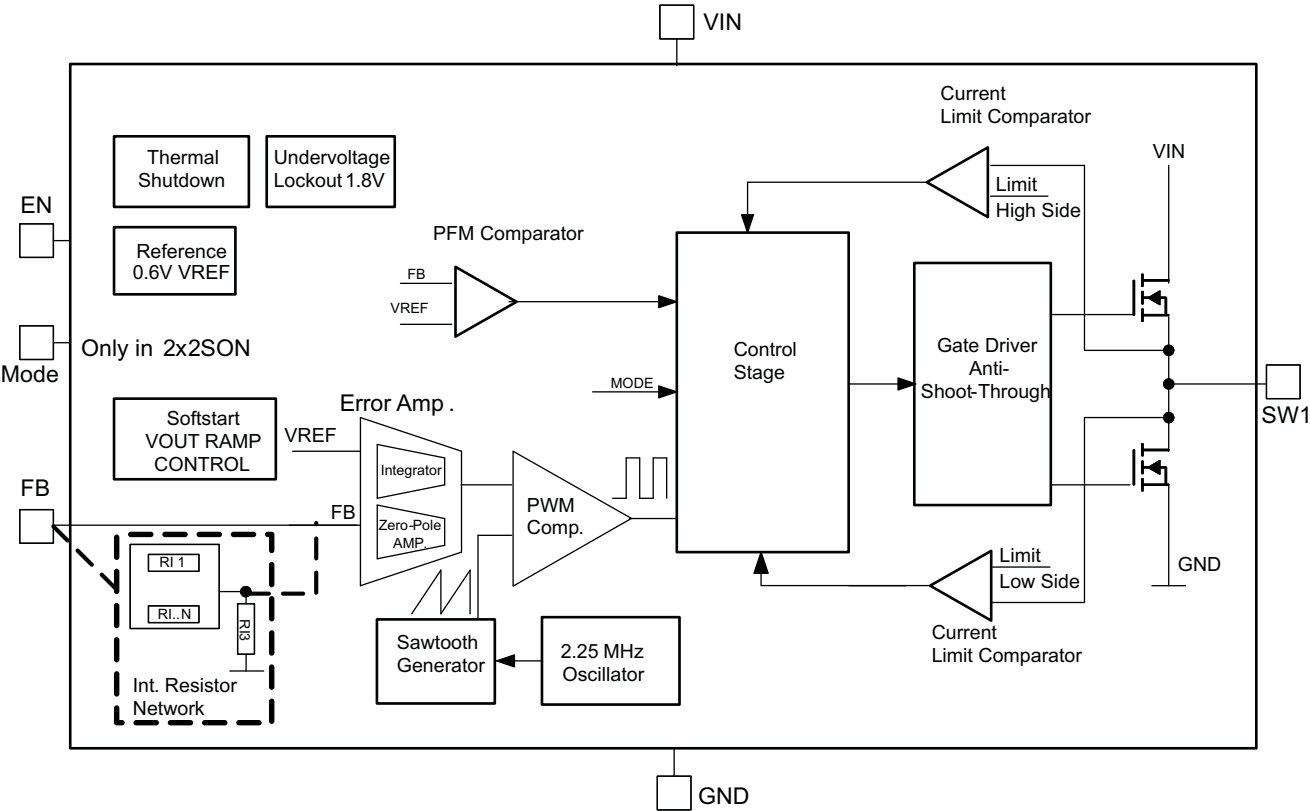 VIN
Current
Limit Comparator
Thermal
Shutdown
Undervoltage
Lockout 1.8V
VIN
Limit
High Side
EN
Reference
0.6V VREF
PFM Comparator
FB
VREF
Mode
Only in 2x2SON
MODE
Control
Stage
Gate Driver
Anti-
Shoot-Through
SW1
Softstart
VOUT RAMP
CONTROL
Error Amp .
VREF
Integrator
FB
FB
Zero-Pole
AMP.
PWM
Comp.
RI 1
RI..N
RI3
Int. Resistor
Network
Sawtooth
Generator
2.25 MHz
Oscillator
Limit
Low Side
Current
Limit Comparator
GND
GND